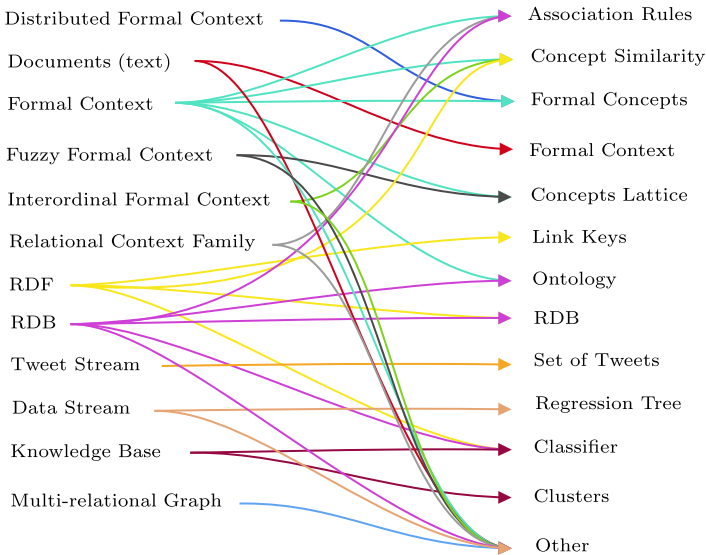 Distributed Formal Context
Documents (text)
Formal Context
Fuzzy Formal Context
Interordinal Formal Context
Relational Context Family
RDF
RDB
Tweet Stream
Data Stream
Knowledge Base
Multi-relational Graph
Association Rules
Concept Similarity
Formal Concepts
Formal Context
Concepts Lattice
Link Keys
Ontology
RDB
Set of Tweets
Regression Tree
Classifier
Clusters
Other